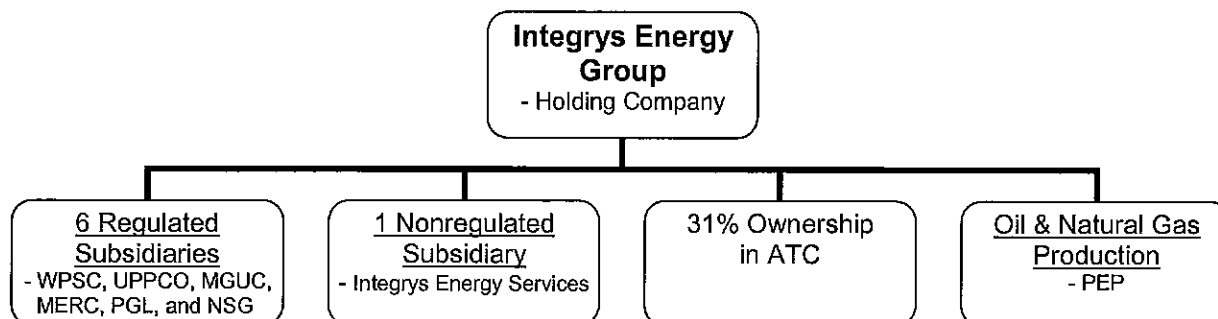 Integrys Energy
Group
- Holding Company
6 Regulated
Subsidiaries
- WPSC, UPPCO, MGUC,
MERC, PGL, and NSG
1 Nonregulated
Subsidiary
- Integrys Energy Services
31% Ownership
in ATC
Oil & Natural Gas
Production
- PEP